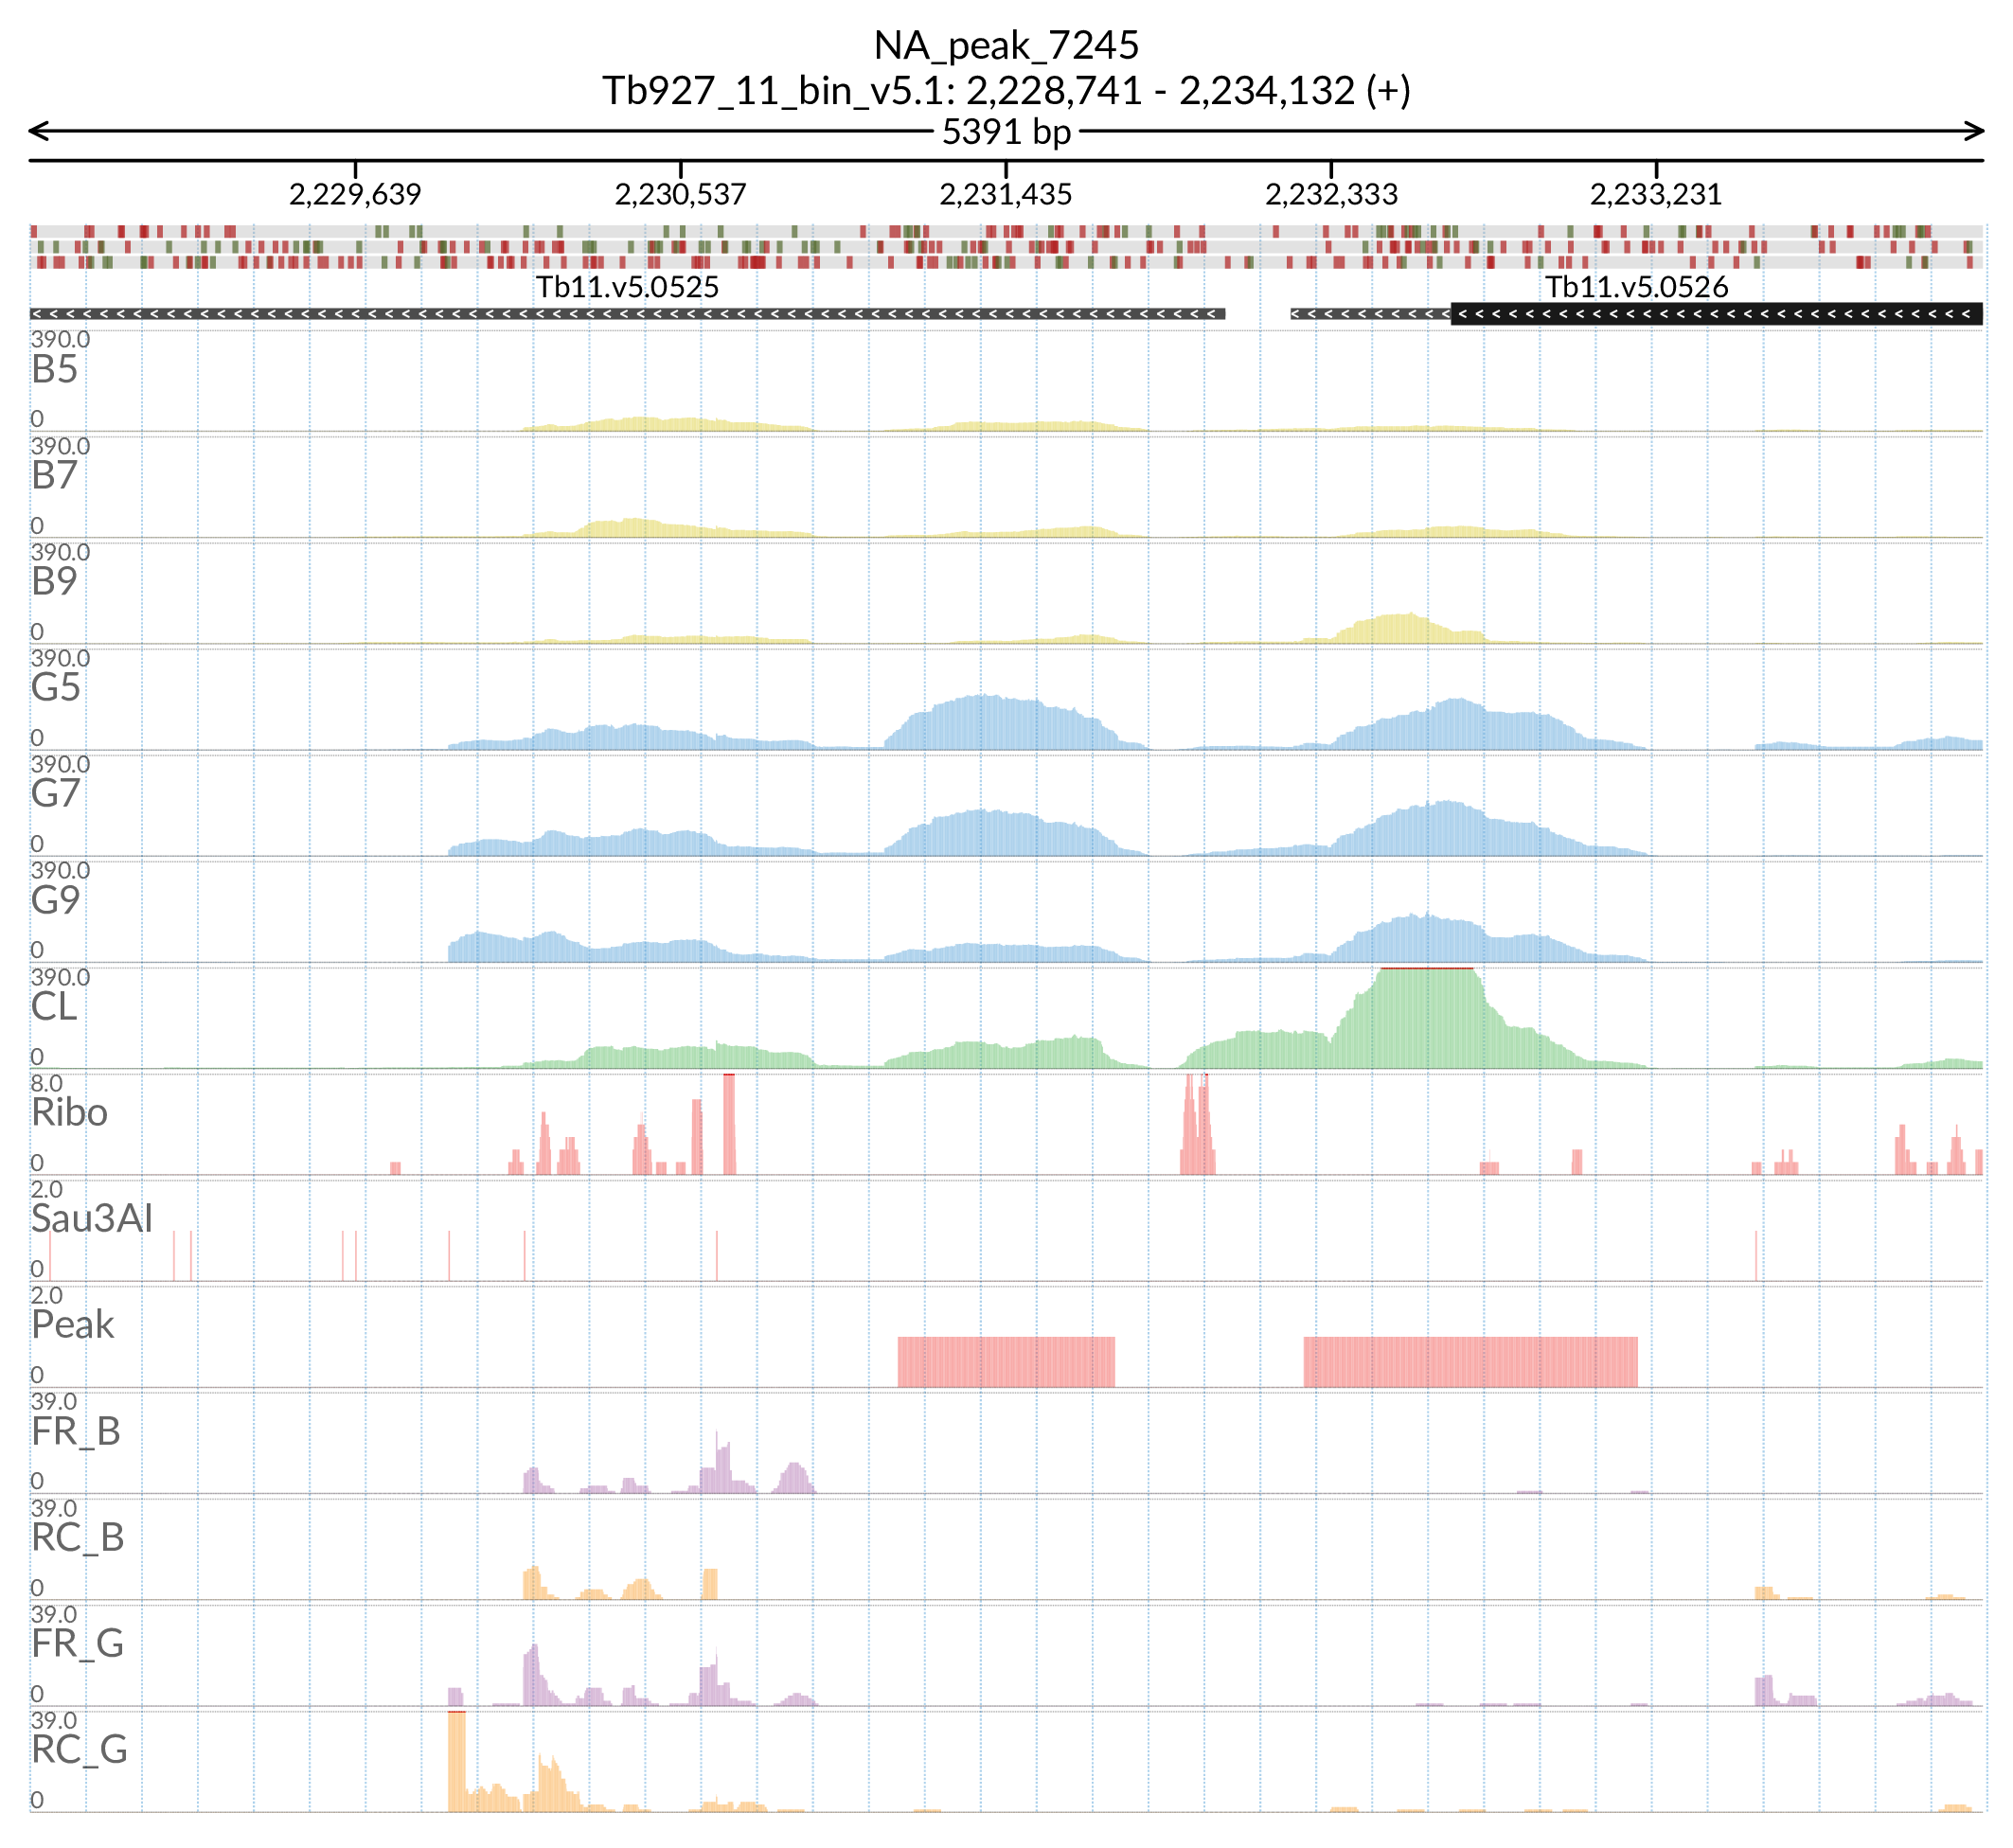 NA_peak_7245
Tb927_11_bin_v5.1: 2,228,741 - 2,234,132 (+)
5391 bp
2,229,639 2,230,537 2,231,435 2,232,333 2,233,231
Tb11.v5.0525 Tb11.v5.0526
390.0
B5
0
390.0
B7
0
390.0
B9
0
390.0
G5
0
390.0
G7
0
390.0
G9
0
390.0
CL
0
8.0
Ribo
0
2.0
Sau3AI
0
2.0
Peak
0
39.0
FR_B
0
39.0
RC_B
0
39.0
FR_G
0
39.0
RC_G
0